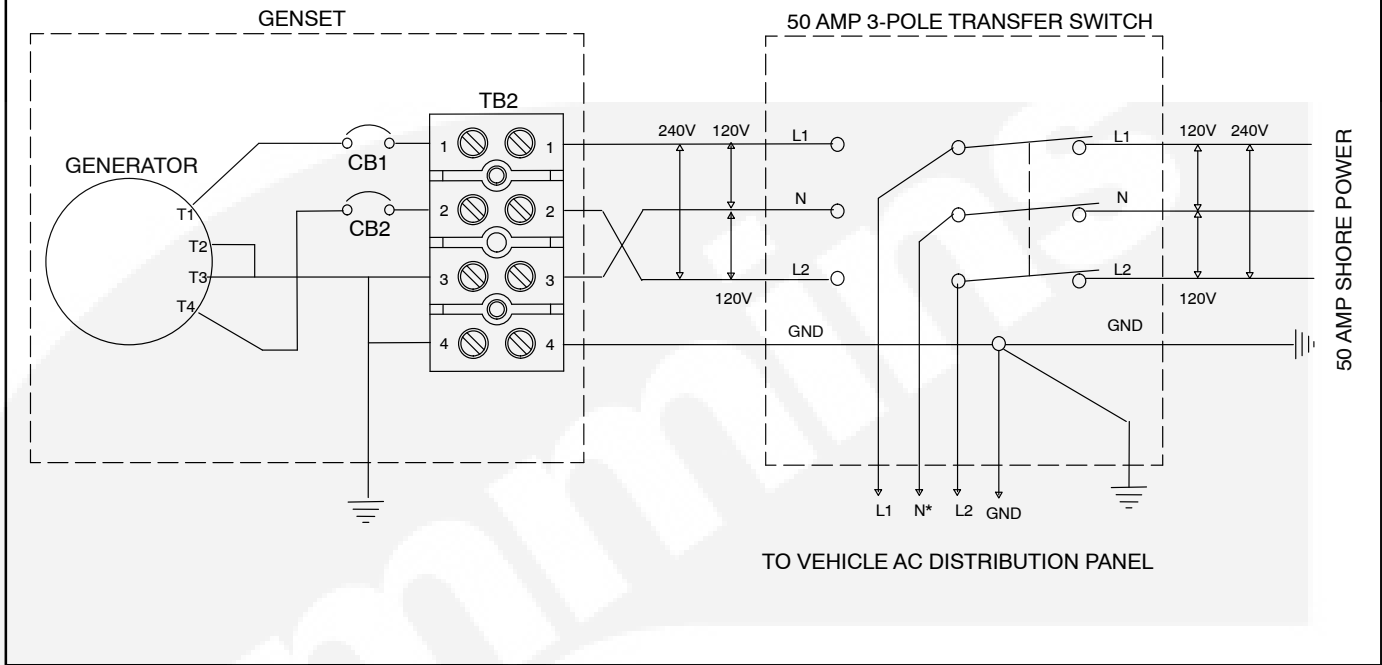 GENSET
50 AMP 3-POLE TRANSFER SWITCH
TB2
GENERATOR
T1
T2
T3
T4
CB1
CB2
1 1
2 2
3 3
4 4
240V 120V
120V
L1
N
L2
GND
L1
N
L2
GND
120V 240V
120V
50 AMP SHORE POWER
L1 N* L2 GND
TO VEHICLE AC DISTRIBUTION PANEL
mmins